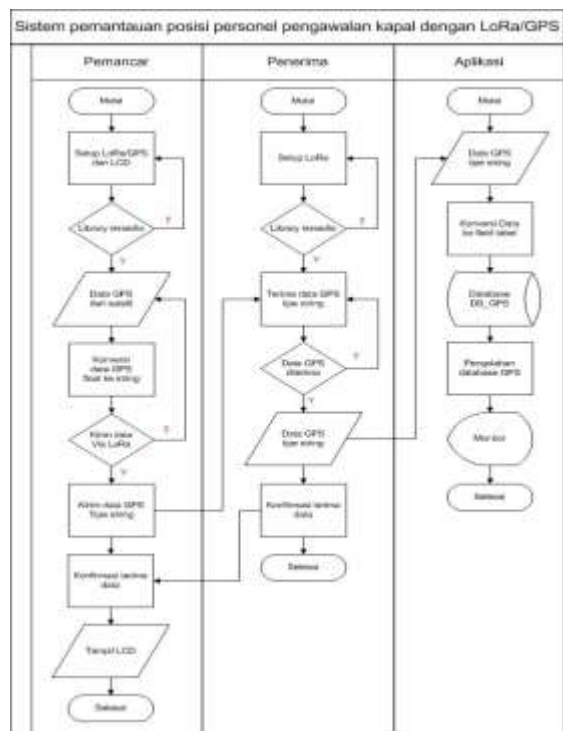 Sistem pemantauan posisi personel pengawalan kapal dengan LoRa/GPS
Pemancar
Mulai
Setup LoRa/GPS
dan LCD
Library tersedia
Y
Data GPS
dari satelit
Konversi
data GPS
float ke string
Kirim data
Via LoRa
Y
Kirim data GPS
Tipe string
Konfirmasi terima
data
Tampil LCD
Selesai
Penerima
Mulai
Setup LoRa
Library tersedia
Y
Terima data GPS
tipe string
Data GPS
diterima
Y
Data GPS
tipe string
Konfirmasi terima
data
Selesai
Aplikasi
Mulai
Data GPS
tipe string
Konversi Data
ke field tabel
Database
DB_GPS
Pengolahan
database GPS
Monitor
Selesai